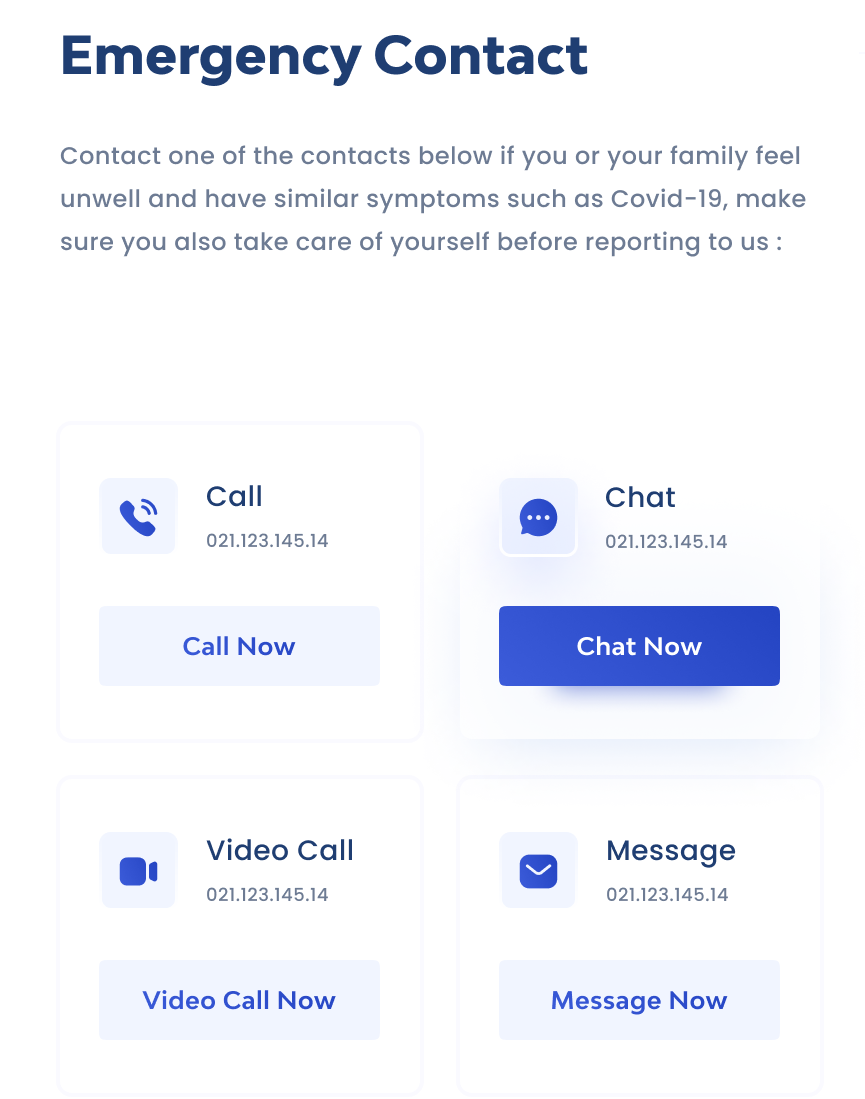 Emergency Contact
Contact one of the contacts below if you or your family feel
unwell and have similar symptoms such as Covid-19, make
sure you also take care of yourself before reporting to us :
Call
021.123.145.14
Call Now
Chat
021.123.145.14
Chat Now
Video Call
021.123.145.14
Video Call Now
Message
021.123.145.14
Message Now